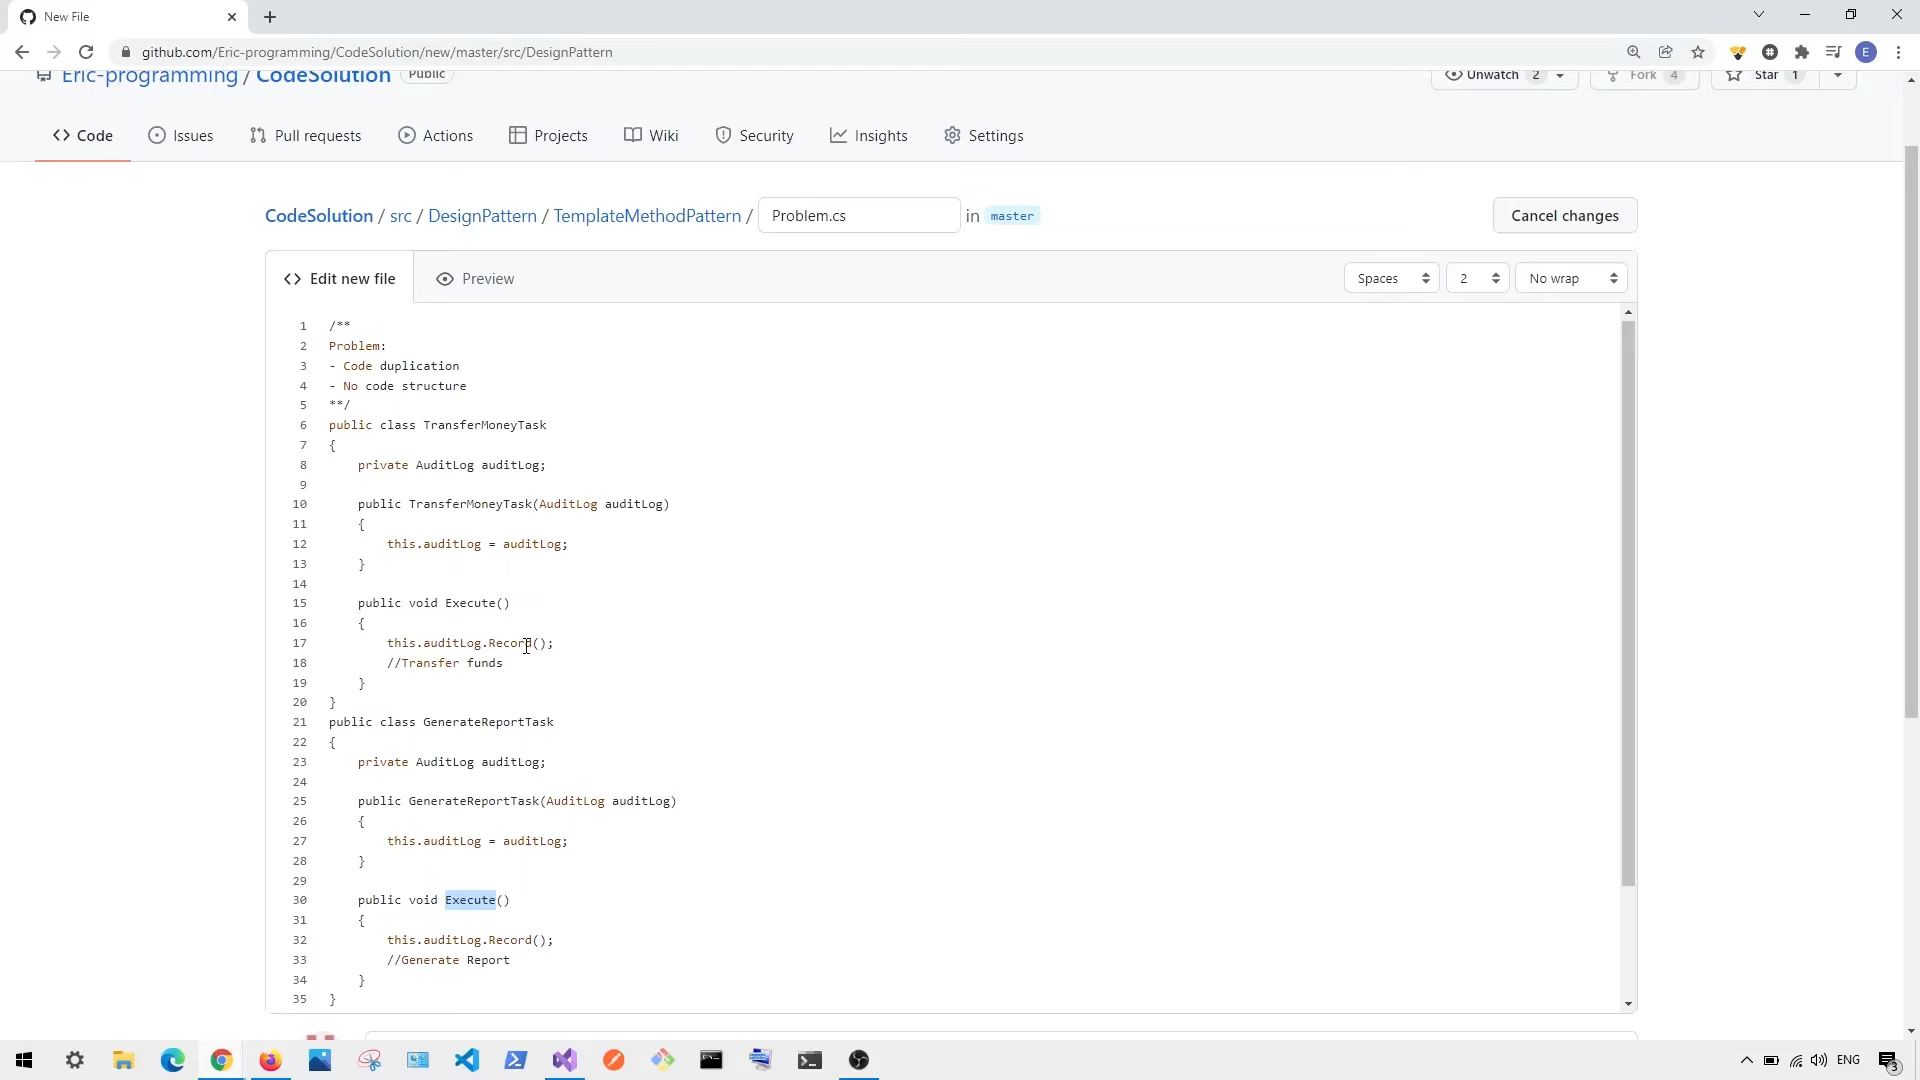 New File
github.com/Eric-programming/CodeSolution/new/master/src/DesignPattern
E
Eric-programming / CodeSolution Public
Unwatch 2
Fork 4
Star 1
Code Issues Pull requests Actions Projects Wiki Security Insights Settings
CodeSolution / src / DesignPattern / TemplateMethodPattern / Problem.cs in master
Cancel changes
Edit new file
Preview
Spaces
2
No wrap
1 /**
2 Problem:
3 - Code duplication
4 - No code structure
5 **/
6 public class TransferMoneyTask
7 {
8 private AuditLog auditLog;
9
10 public TransferMoneyTask(AuditLog auditLog)
11 {
12 this.auditLog = auditLog;
13 }
14
15 public void Execute()
16 {
17 this.auditLog.Record();
18 //Transfer funds
19 }
20 }
21 public class GenerateReportTask
22 {
23 private AuditLog auditLog;
24
25 public GenerateReportTask(AuditLog auditLog)
26 {
27 this.auditLog = auditLog;
28 }
29
30 public void Execute()
31 {
32 this.auditLog.Record();
33 //Generate Report
34 }
35 }
ENG
3